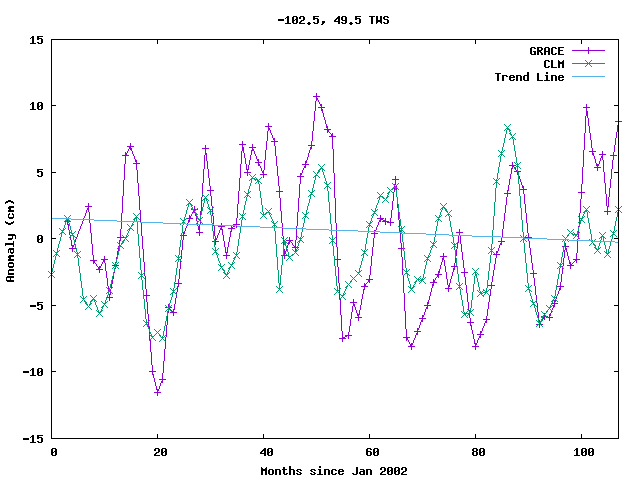 -102.5, 49.5 TWS
GRACE
CLM
Trend Line
15
10
5
0
-5
-10
-15
Anomaly (cm)
0 20 40 60 80 100
Months since Jan 2002